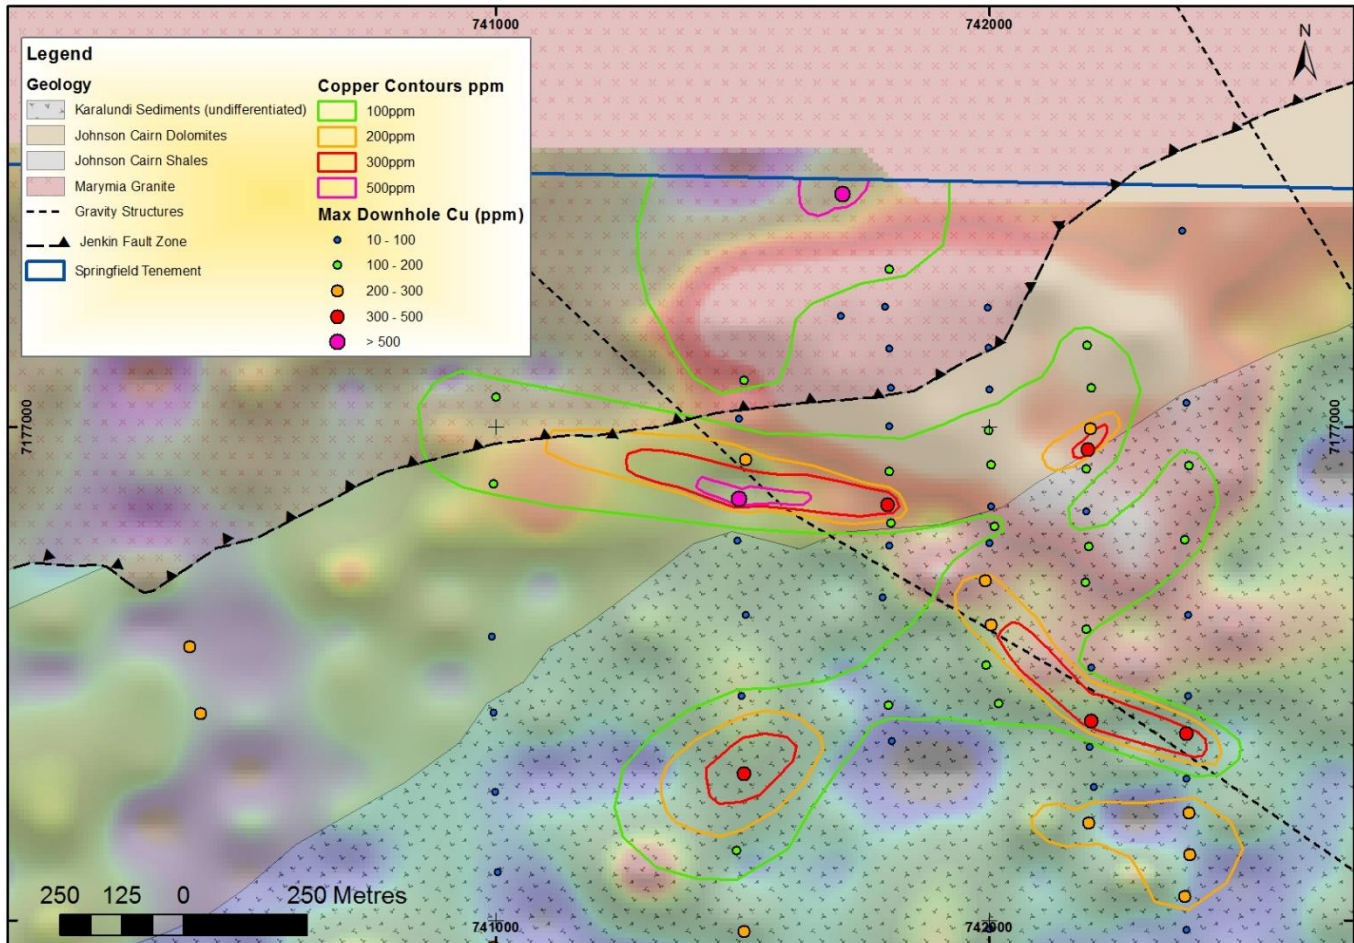 741000
742000
N
Legend
Geology
Karalundi Sediments (undifferentiated)
Johnson Cairn Dolomites
Johnson Cairn Shales
Marymia Granite
Gravity Structures
Jenkin Fault Zone
Springfield Tenement
Copper Contours ppm
100ppm
200ppm
300ppm
500ppm
Max Downhole Cu (ppm)
10 - 100
100 - 200
200 - 300
300 - 500
> 500
7177000
7177000
250 125 0 250 Metres
741000
742000